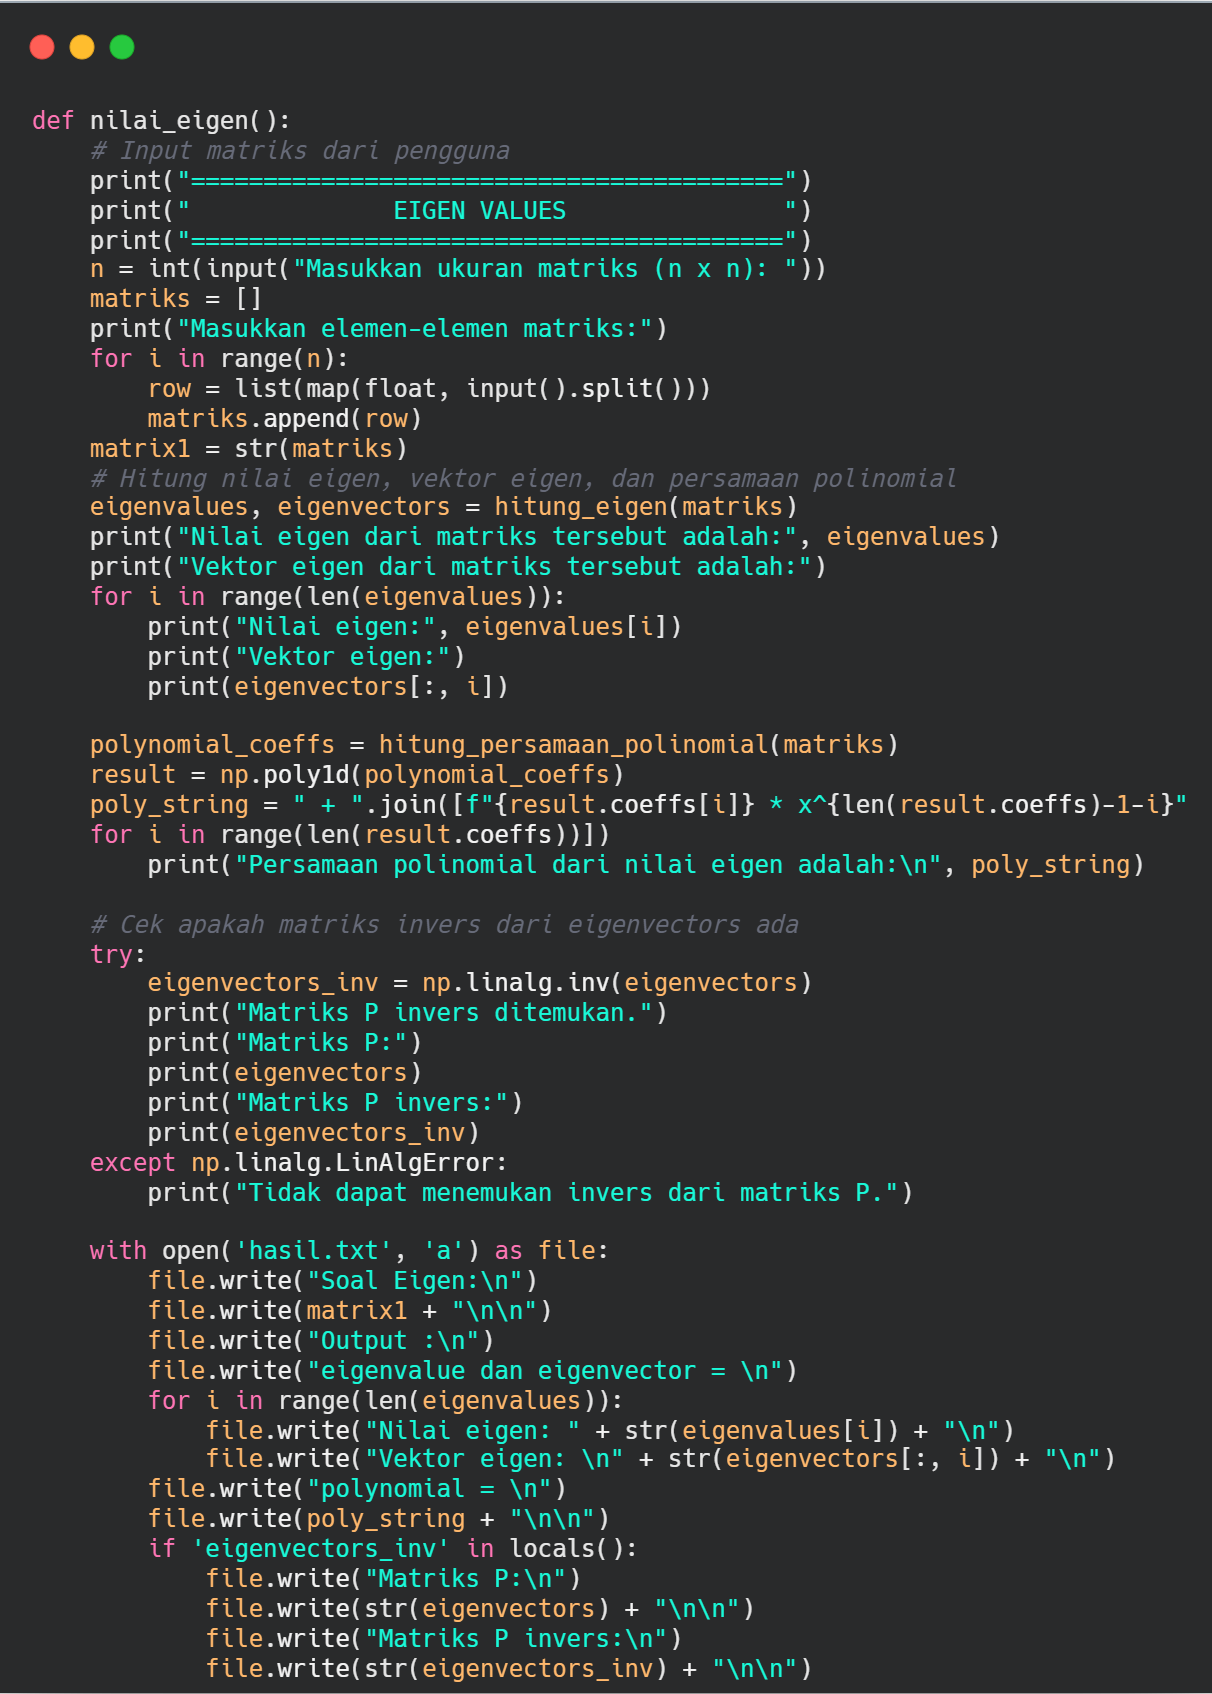 def nilai_eigen():
    # Input matriks dari pengguna
    print("=========================================")
    print("              EIGEN VALUES               ")
    print("=========================================")
    n = int(input("Masukkan ukuran matriks (n x n): "))
    matriks = []
    print("Masukkan elemen-elemen matriks:")
    for i in range(n):
        row = list(map(float, input().split()))
        matriks.append(row)
    matrix1 = str(matriks)
    # Hitung nilai eigen, vektor eigen, dan persamaan polinomial
    eigenvalues, eigenvectors = hitung_eigen(matriks)
    print("Nilai eigen dari matriks tersebut adalah:", eigenvalues)
    print("Vektor eigen dari matriks tersebut adalah:")
    for i in range(len(eigenvalues)):
        print("Nilai eigen:", eigenvalues[i])
        print("Vektor eigen:")
        print(eigenvectors[:, i])

    polynomial_coeffs = hitung_persamaan_polinomial(matriks)
    result = np.poly1d(polynomial_coeffs)
    poly_string = " + ".join([f"{result.coeffs[i]} * x^{len(result.coeffs)-1-i}"
    for i in range(len(result.coeffs))])
        print("Persamaan polinomial dari nilai eigen adalah:\n", poly_string)

    # Cek apakah matriks invers dari eigenvectors ada
    try:
        eigenvectors_inv = np.linalg.inv(eigenvectors)
        print("Matriks P invers ditemukan.")
        print("Matriks P:")
        print(eigenvectors)
        print("Matriks P invers:")
        print(eigenvectors_inv)
    except np.linalg.LinAlgError:
        print("Tidak dapat menemukan invers dari matriks P.")

    with open('hasil.txt', 'a') as file:
        file.write("Soal Eigen:\n")
        file.write(matrix1 + "\n\n")
        file.write("Output :\n")
        file.write("eigenvalue dan eigenvector = \n")
        for i in range(len(eigenvalues)):
            file.write("Nilai eigen: " + str(eigenvalues[i]) + "\n")
            file.write("Vektor eigen: \n" + str(eigenvectors[:, i]) + "\n")
        file.write("polynomial = \n")
        file.write(poly_string + "\n\n")
        if 'eigenvectors_inv' in locals():
            file.write("Matriks P:\n")
            file.write(str(eigenvectors) + "\n\n")
            file.write("Matriks P invers:\n")
            file.write(str(eigenvectors_inv) + "\n\n")